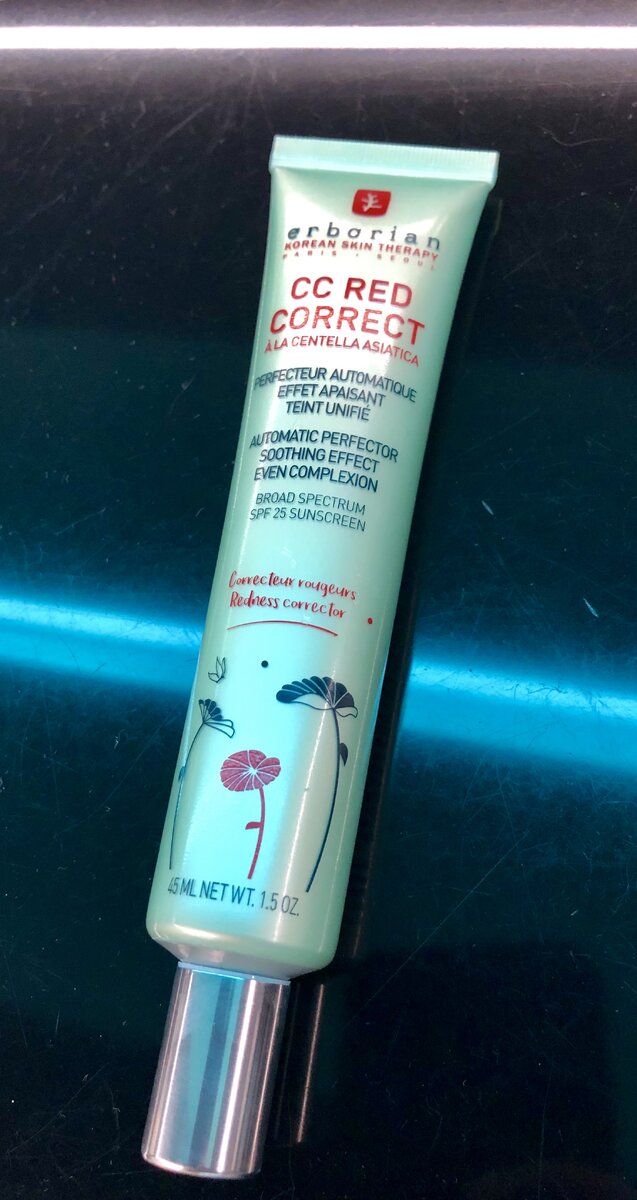 erborian
KOREAN SKIN THERAPY
PARIS • SEOUL
CC RED
CORRECT
À LA CENTELLA ASIATICA
PERFECTEUR AUTOMATIQUE
EFFET APAISANT
TEINT UNIFIÉ
AUTOMATIC PERFECTOR
SOOTHING EFFECT
EVEN COMPLEXION
BROAD SPECTRUM
SPF 25 SUNSCREEN
Correcteur rougeurs
Redness corrector
45 ML NET WT. 1.5 OZ.